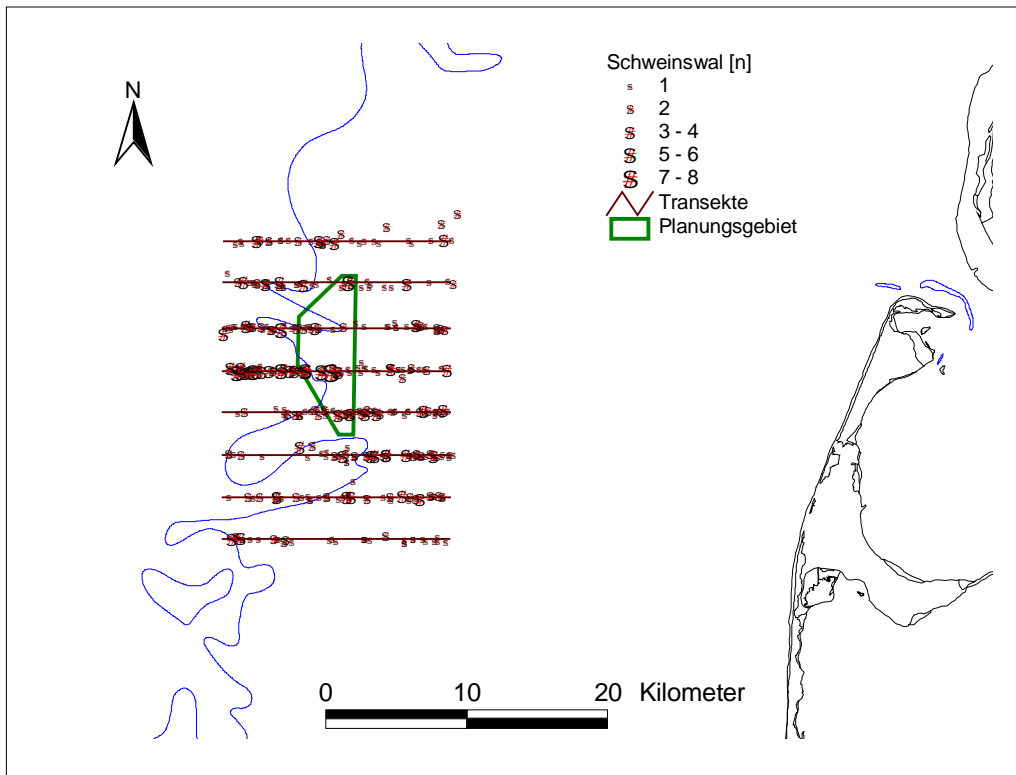 N
Schweinswal [n]
1
2
3 - 4
5 - 6
7 - 8
Transekte
Planungsgebiet
0 10 20 Kilometer